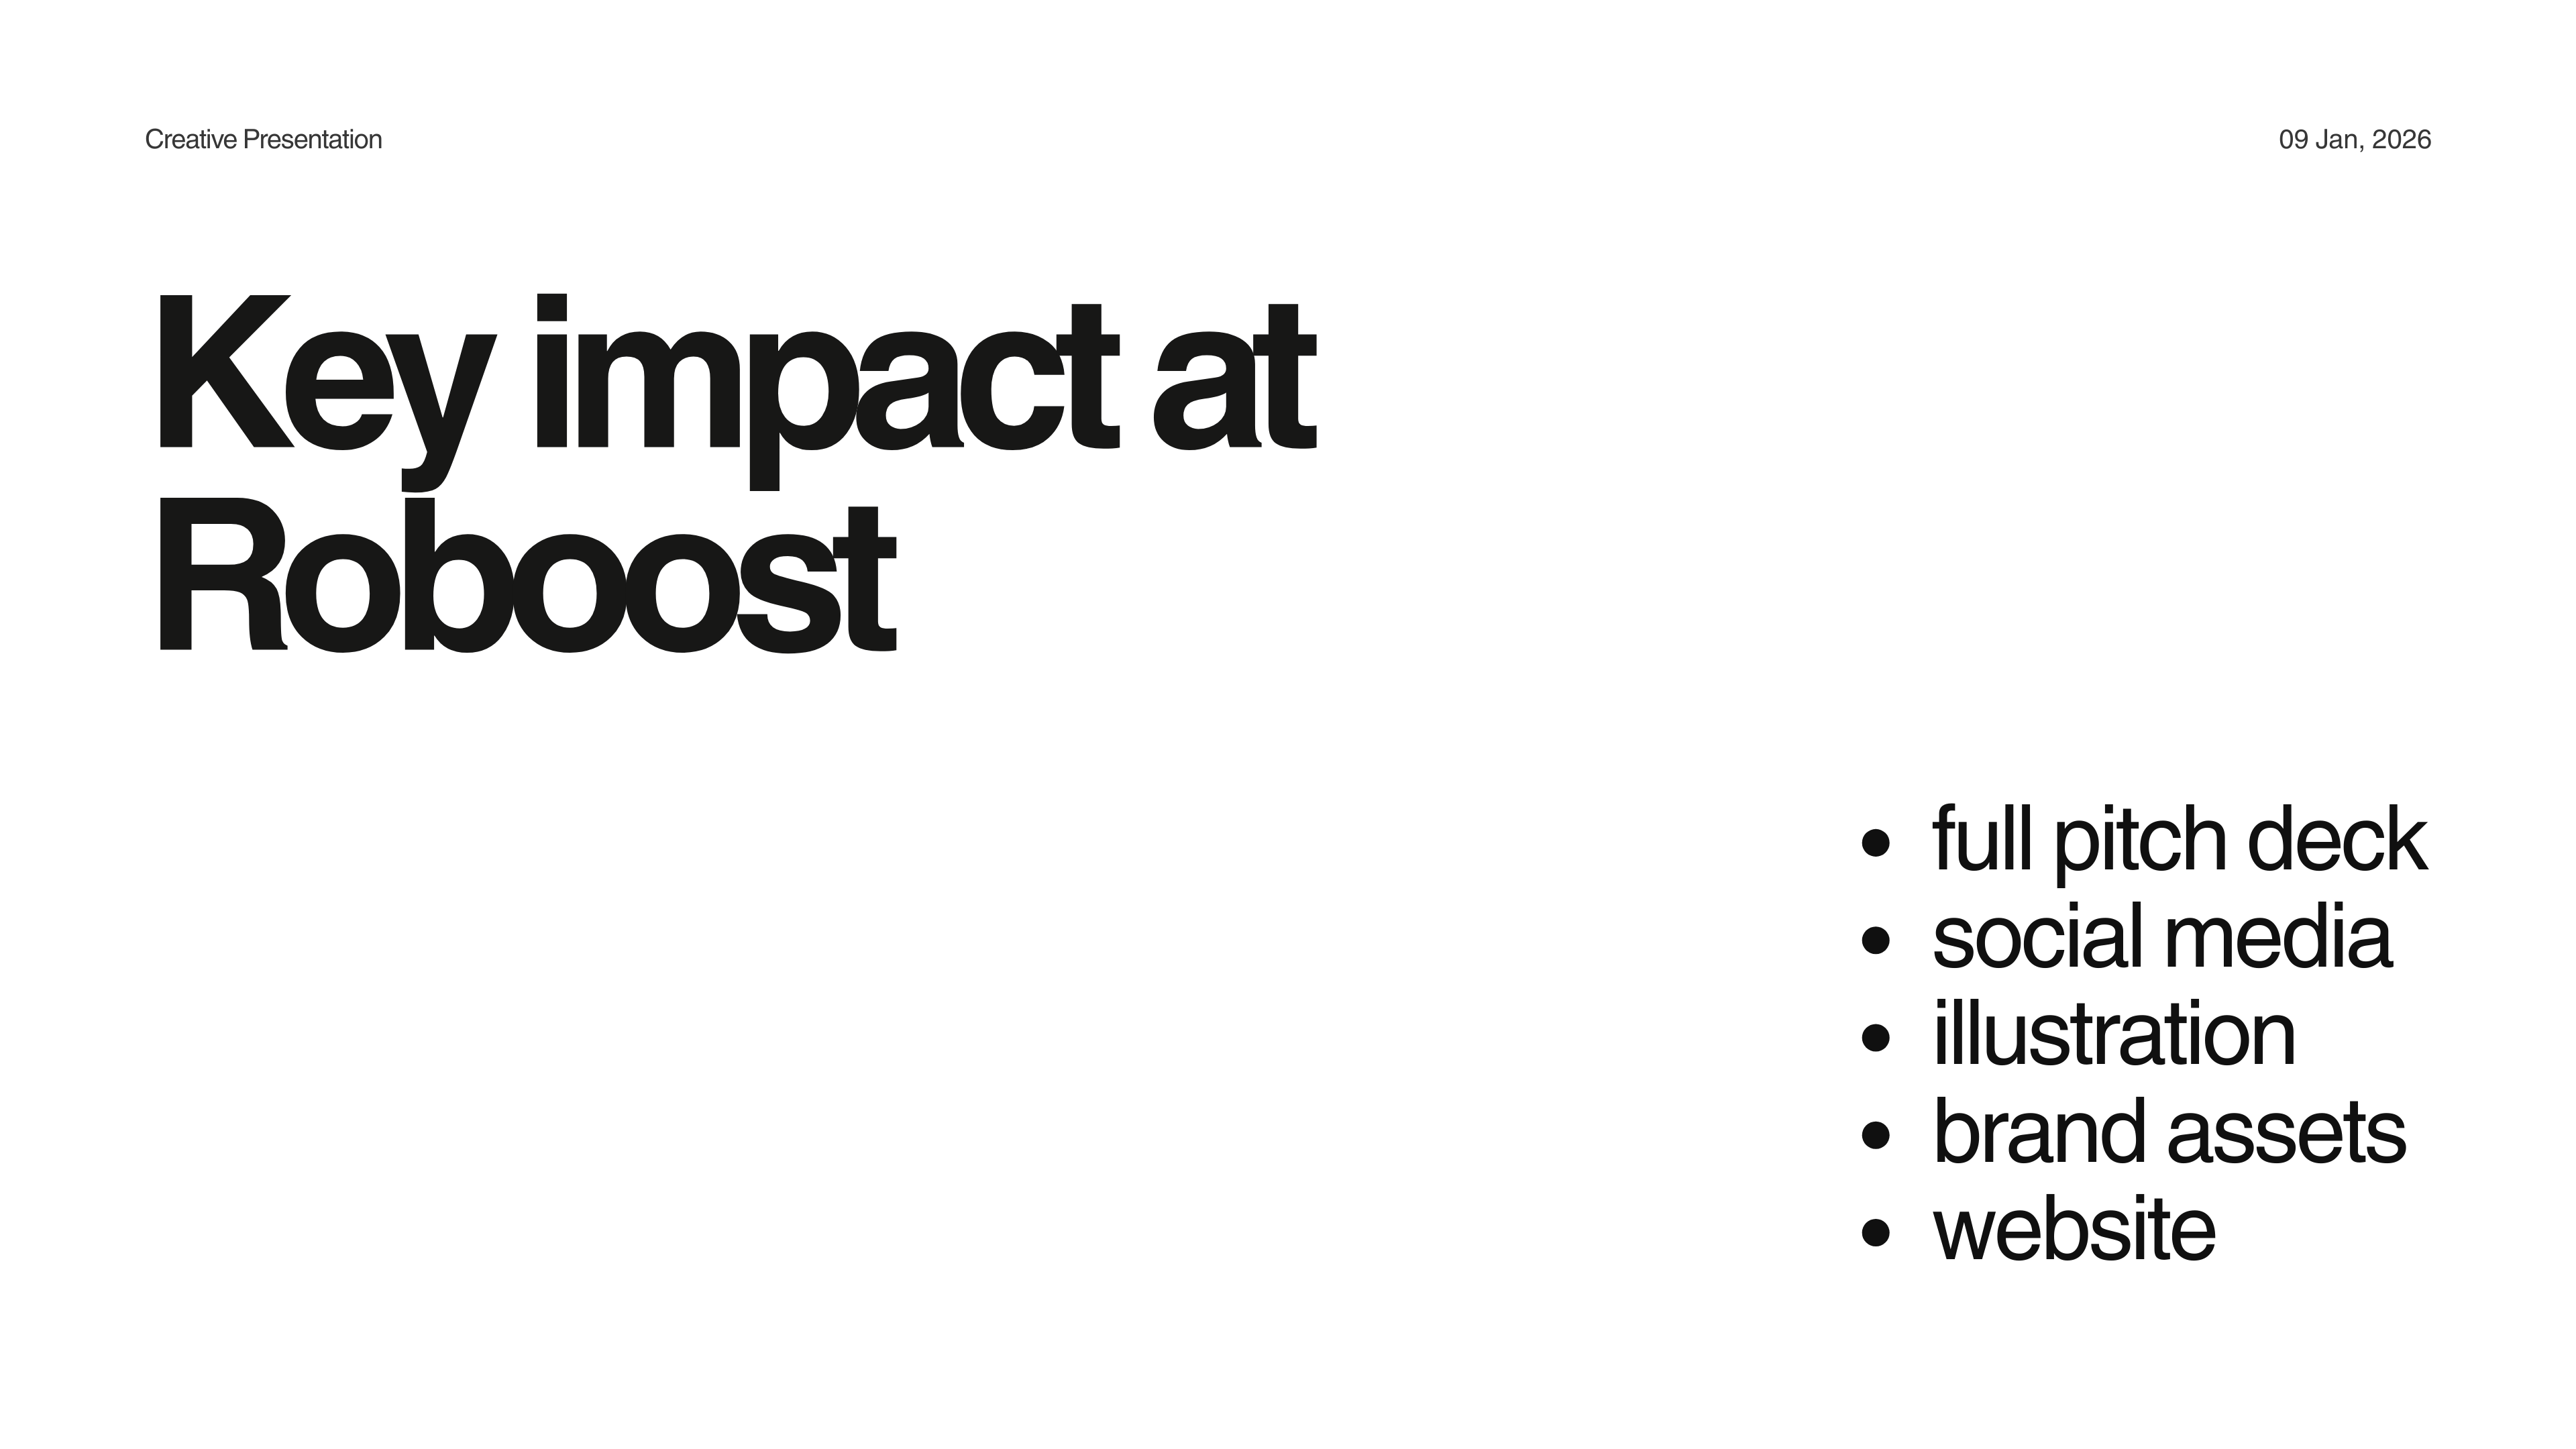 Creative Presentation
09 Jan, 2026
Key impact at
Roboost
• full pitch deck
• social media
• illustration
• brand assets
• website